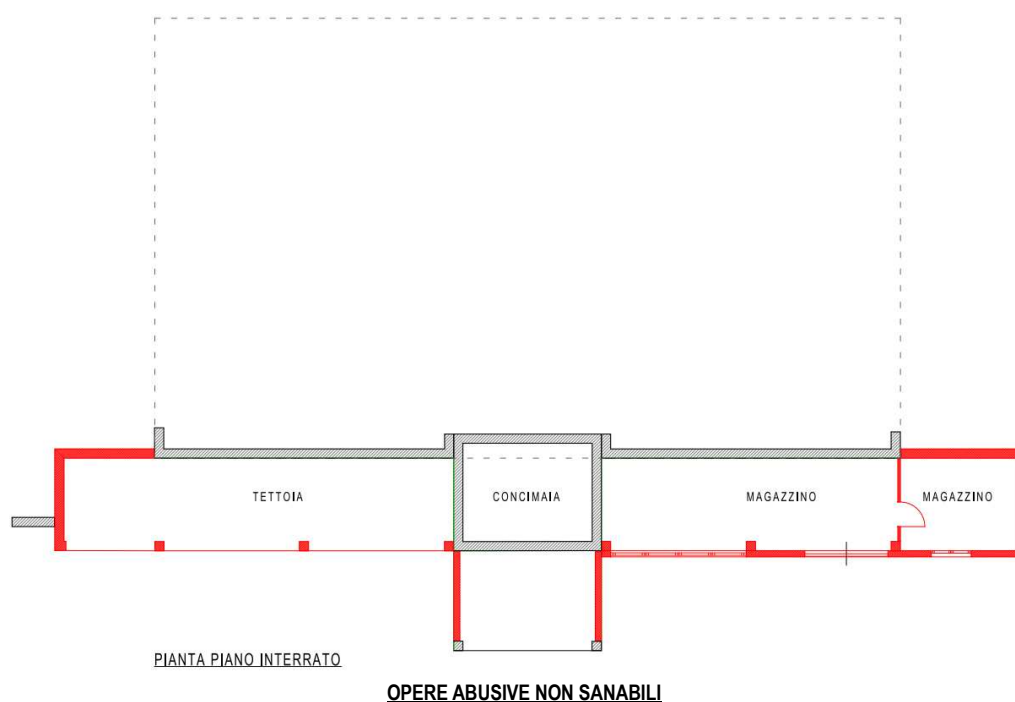 TETTOIA
CONCIMAIA
MAGAZZINO
MAGAZZINO
PIANTA PIANO INTERRATO
OPERE ABUSIVE NON SANABILI